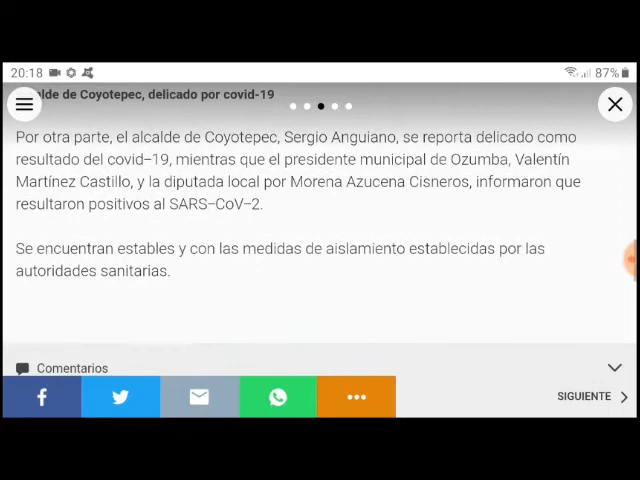 20:18
87%
alde de Coyotepec, delicado por covid-19
Por otra parte, el alcalde de Coyotepec, Sergio Anguiano, se reporta delicado como
resultado del covid-19, mientras que el presidente municipal de Ozumba, Valentín
Martínez Castillo, y la diputada local por Morena Azucena Cisneros, informaron que
resultaron positivos al SARS-CoV-2.
Se encuentran estables y con las medidas de aislamiento establecidas por las
autoridades sanitarias.
Comentarios
SIGUIENTE